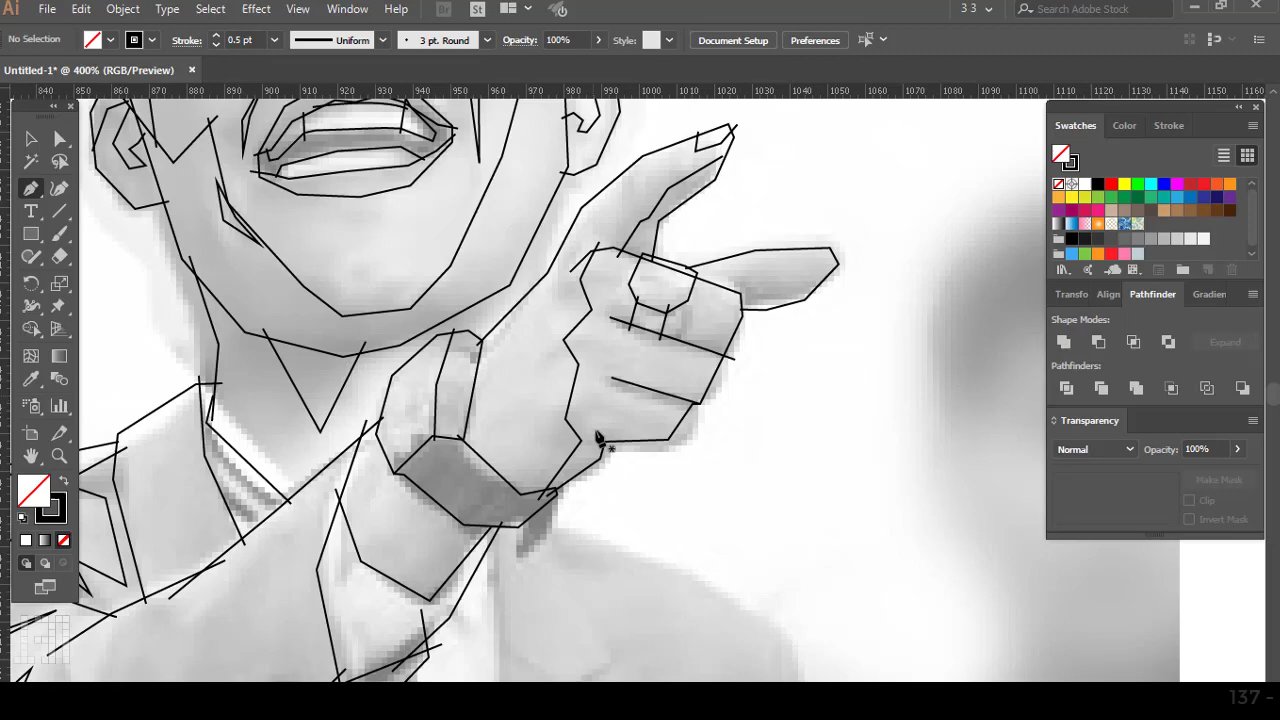 Ai File Edit Object Type Select Effect View Window Help Br St 3 3 Search Adobe Stock
No Selection Stroke: 0.5 pt Uniform 3 pt. Round Opacity: 100% Style: Document Setup Preferences
Untitled-1* @ 400% (RGB/Preview)
840 850 860 870 880 890 900 910 920 930 940 950 960 970 980 990 1000 1010 1020 1030 1040 1050 1060 1070 1080 1090 1100 1110 1120 1130 1140 1150 1160
Swatches Color Stroke
Transfo Align Pathfinder Gradien
Shape Modes:
Expand
Pathfinders:
Transparency
Normal Opacity: 100%
Make Mask
Clip
Invert Mask
137 -